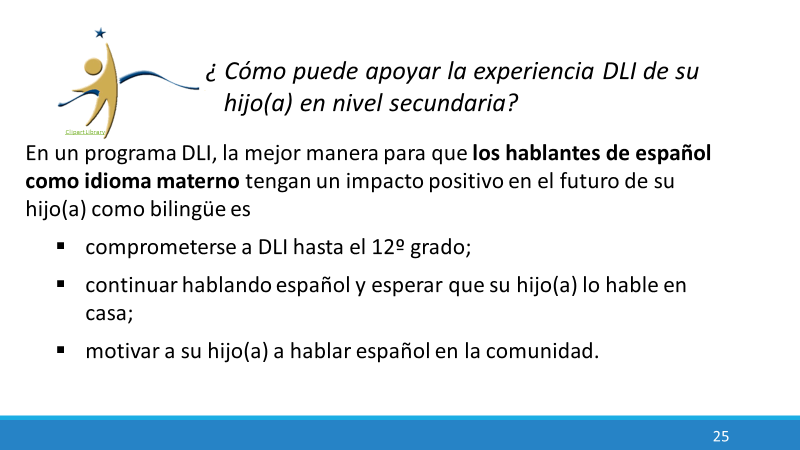 ¿ Cómo puede apoyar la experiencia DLI de su
hijo(a) en nivel secundaria?
Clipart Library
En un programa DLI, la mejor manera para que los hablantes de español
como idioma materno tengan un impacto positivo en el futuro de su
hijo(a) como bilingüe es
▪ comprometerse a DLI hasta el 12º grado;
▪ continuar hablando español y esperar que su hijo(a) lo hable en
casa;
▪ motivar a su hijo(a) a hablar español en la comunidad.
25